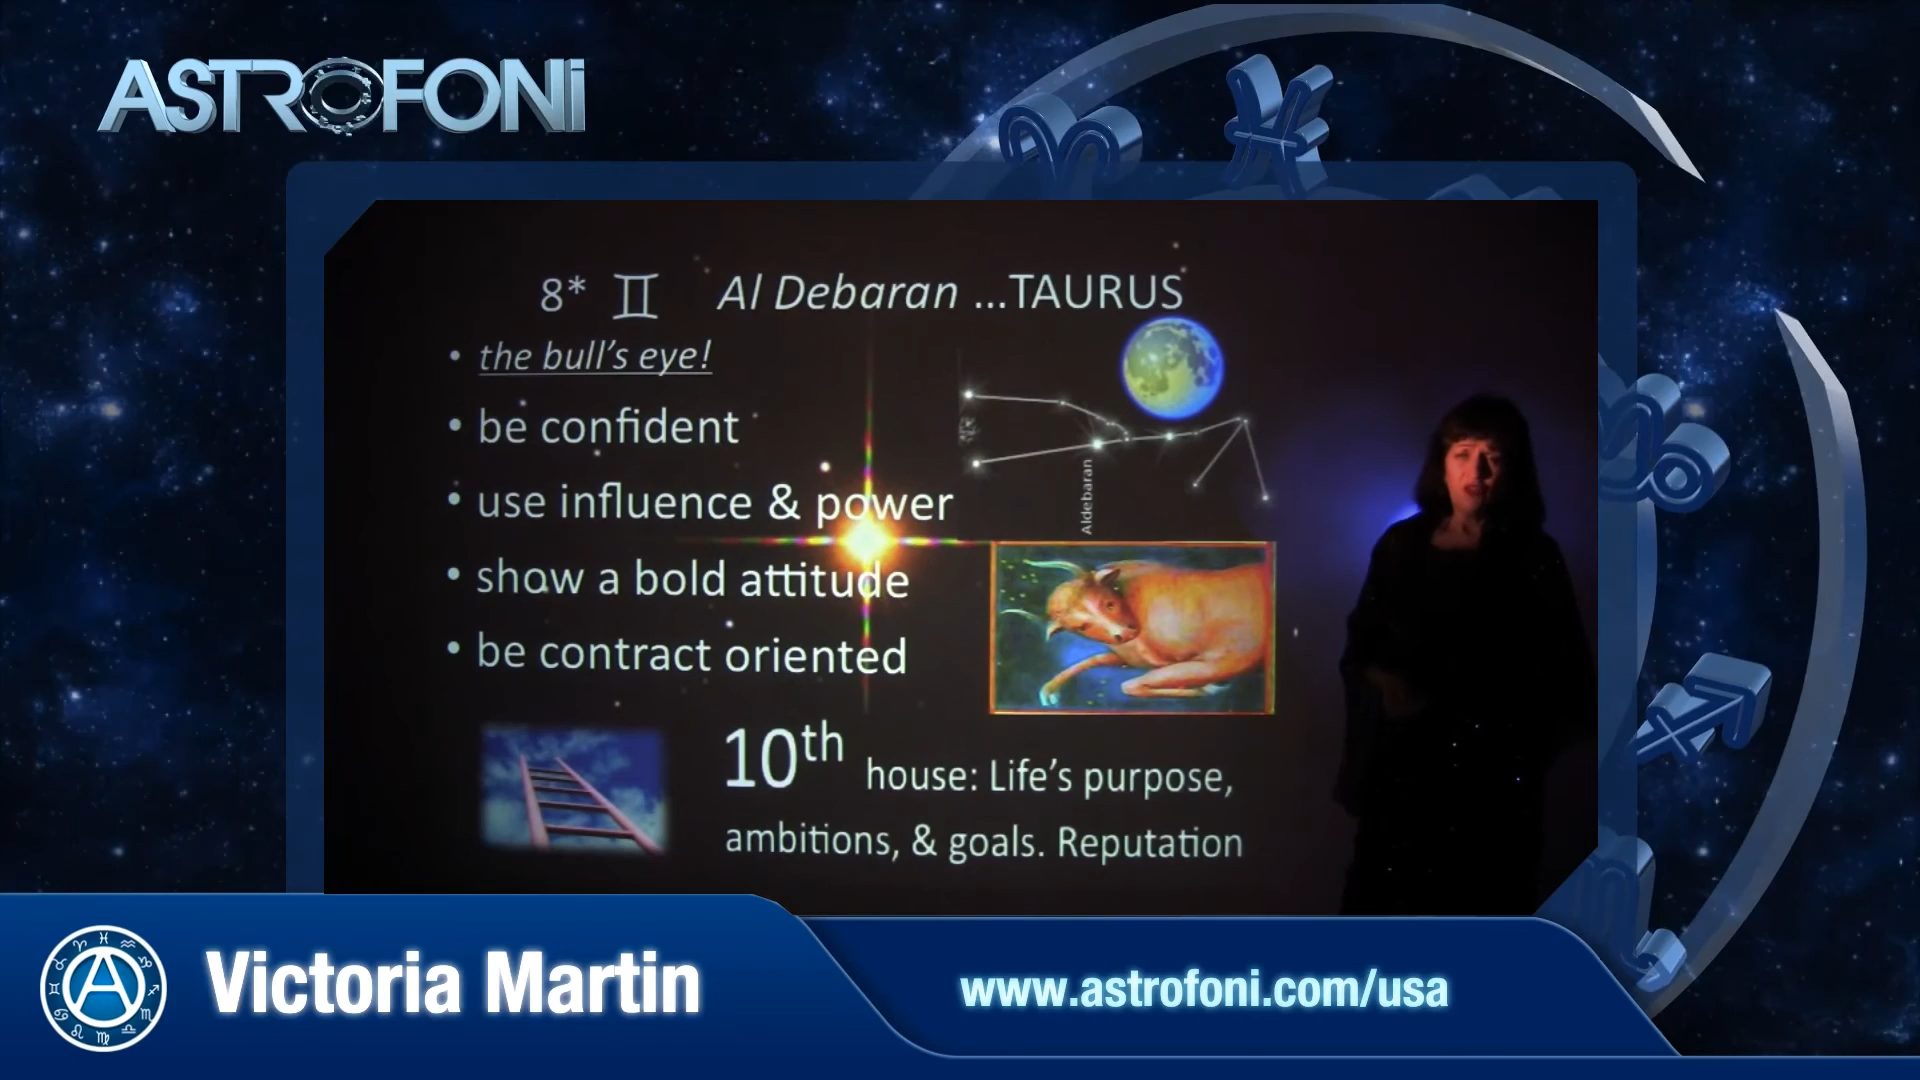 ASTROFONi
8* ♊ Al Debaran ...TAURUS
• the bull's eye!
• be confident
• use influence & power
• show a bold attitude
• be contract oriented
Aldebaran
10th house: Life's purpose,
ambitions, & goals. Reputation
Victoria Martin
www.astrofoni.com/usa